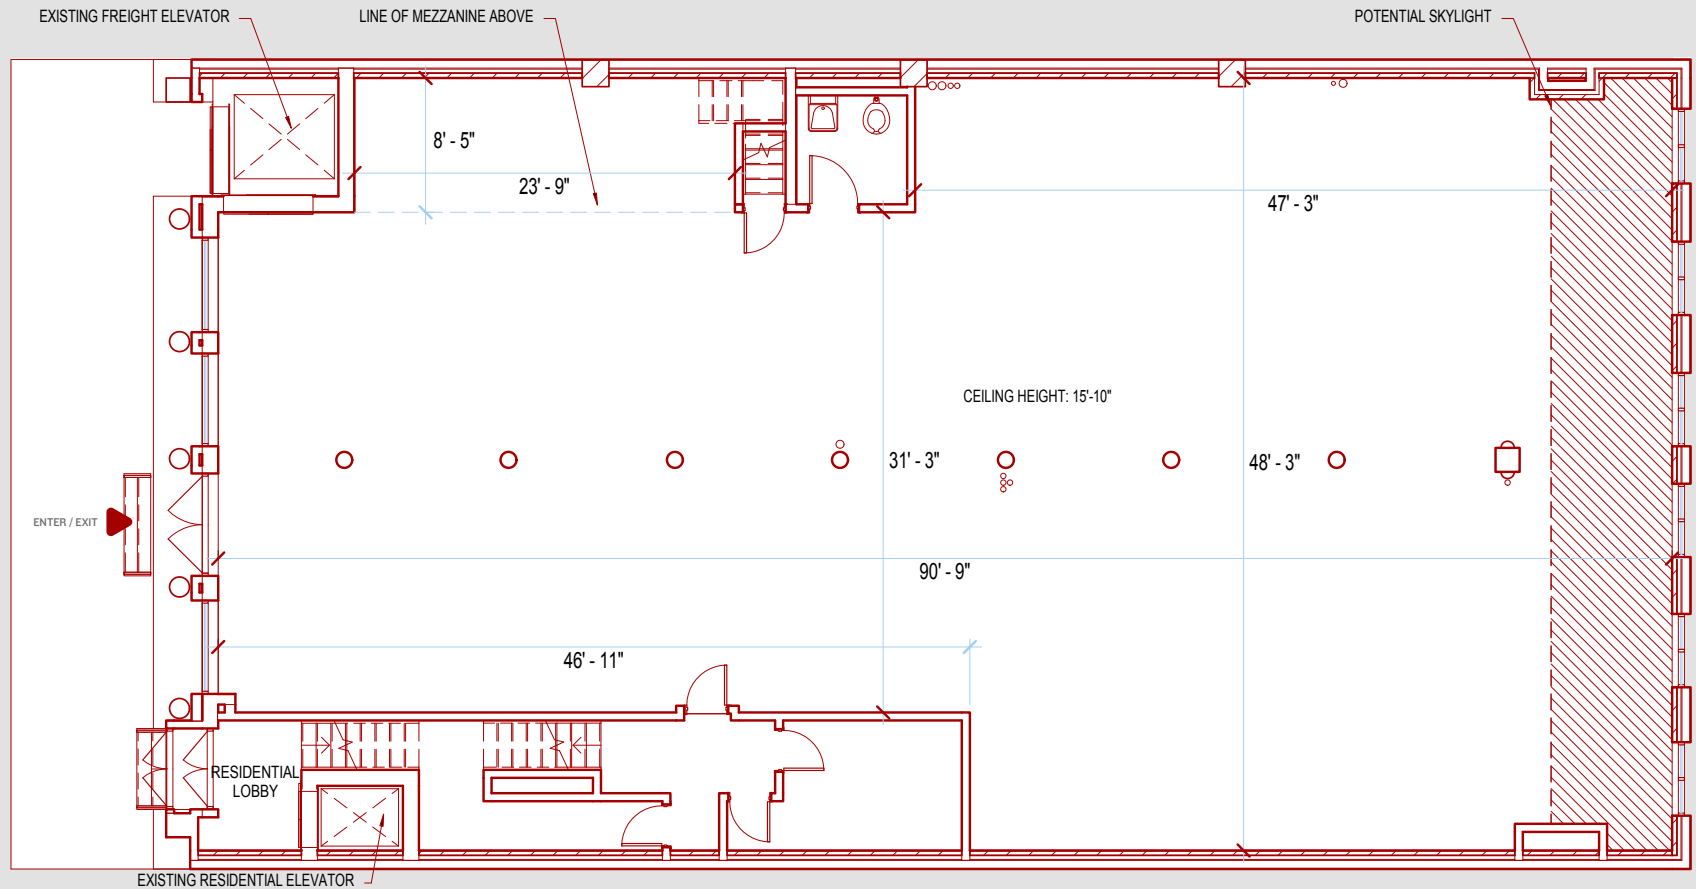 EXISTING FREIGHT ELEVATOR
LINE OF MEZZANINE ABOVE
POTENTIAL SKYLIGHT
8' - 5"
23' - 9"
47' - 3"
CEILING HEIGHT: 15'-10"
31' - 3"
48' - 3"
ENTER / EXIT
90' - 9"
46' - 11"
RESIDENTIAL
LOBBY
EXISTING RESIDENTIAL ELEVATOR